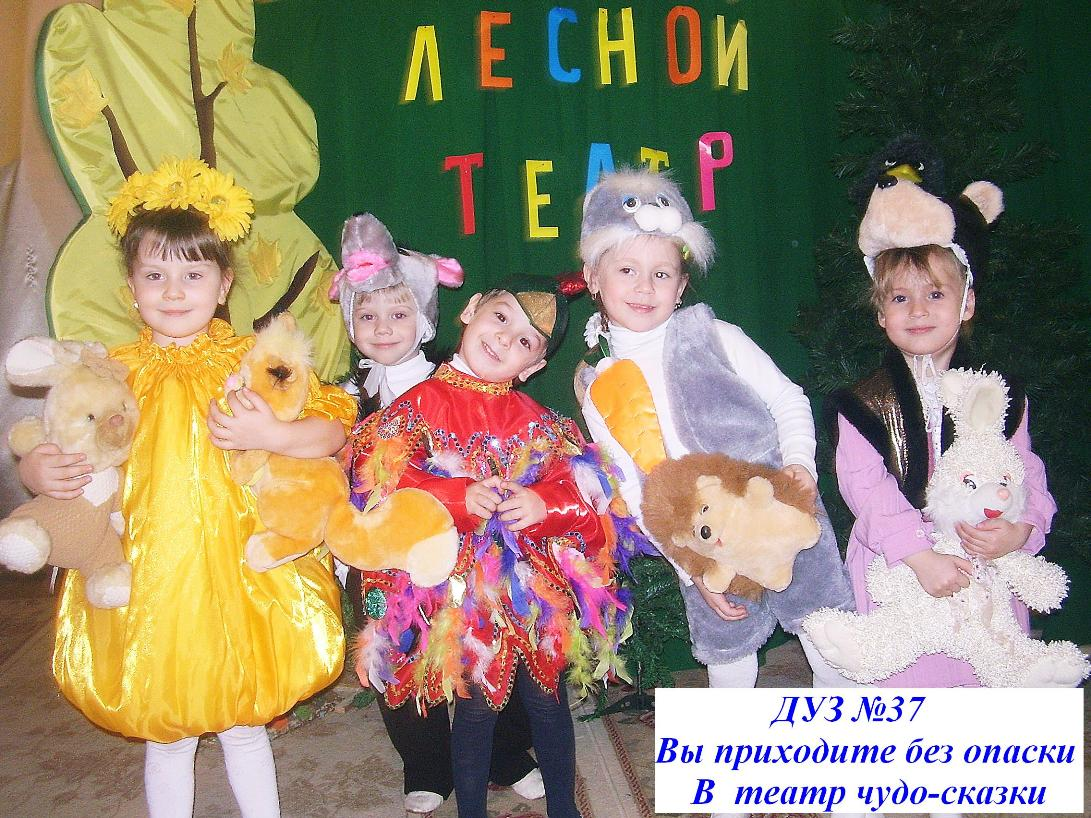 ЛЕСНОЙ
ТЕАТР
ДУЗ №37
Вы приходите без опаски
В театр чудо-сказки